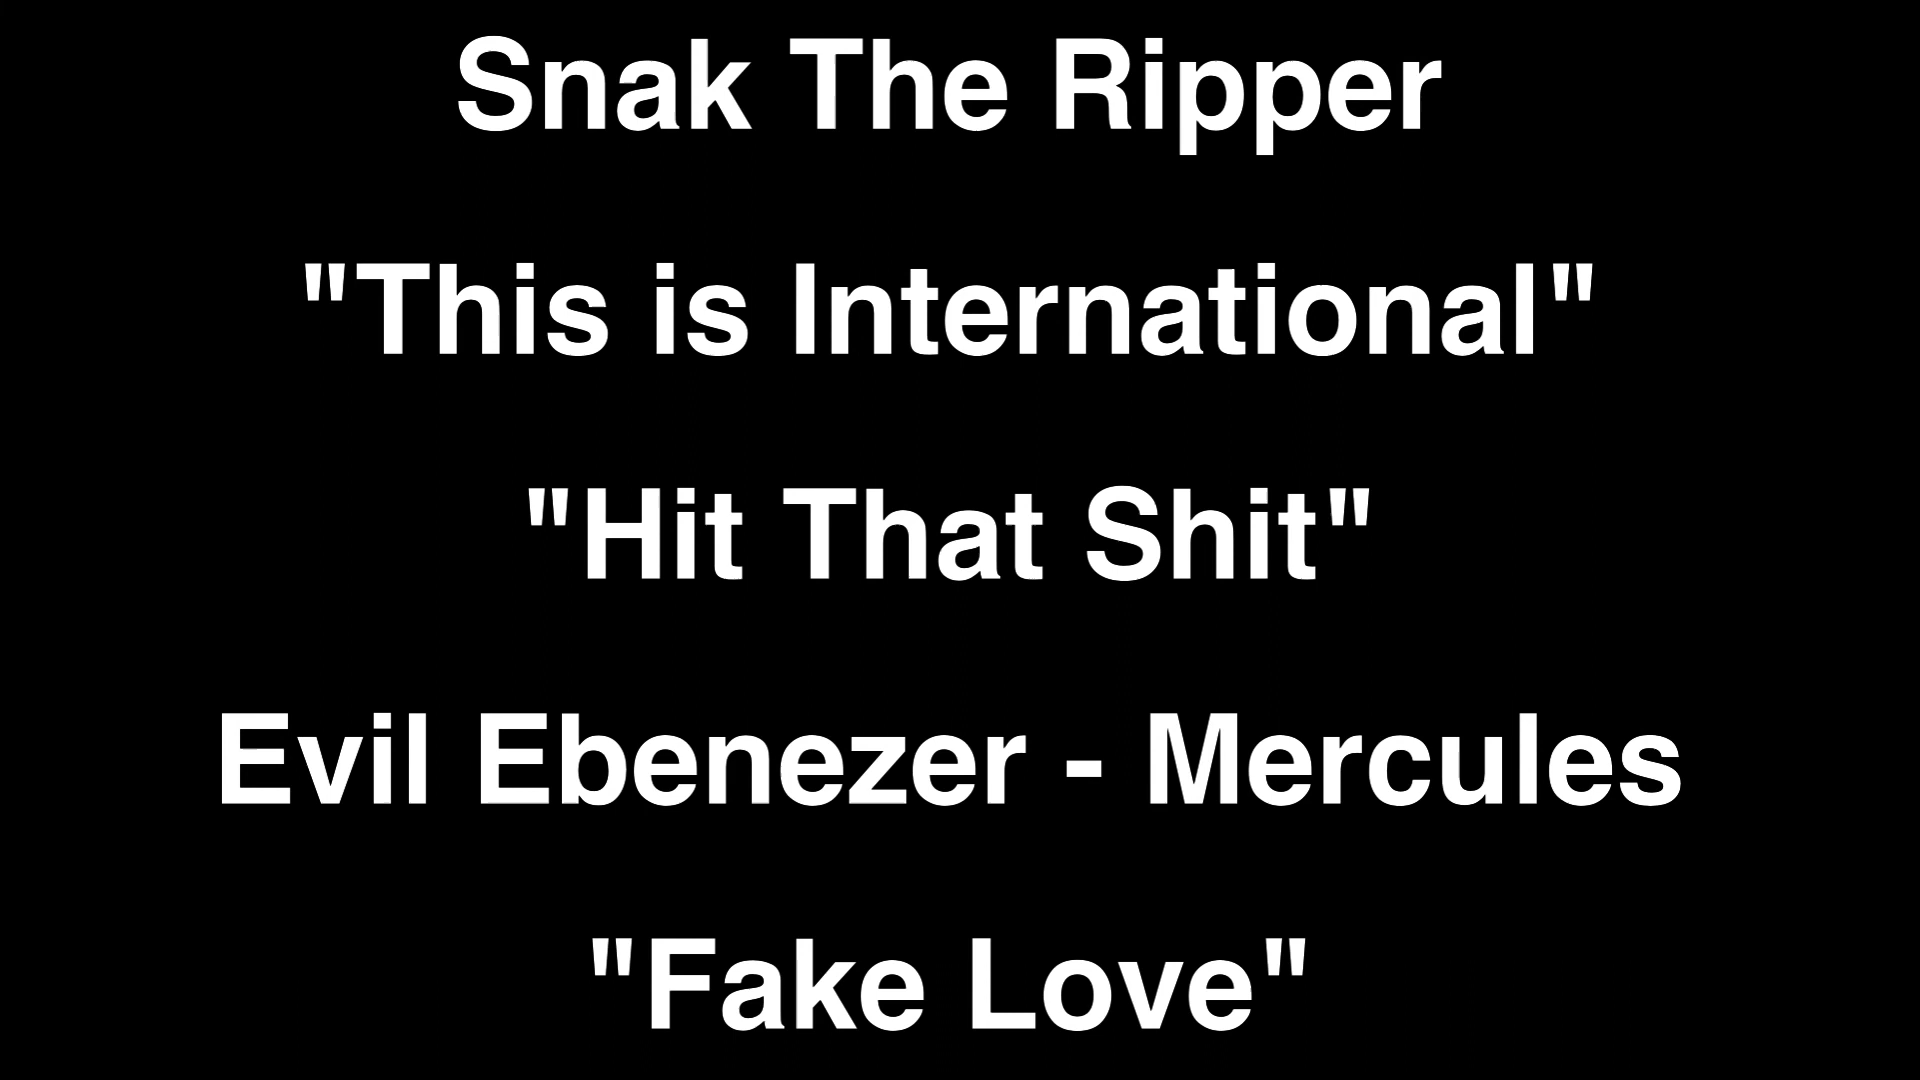 Snak The Ripper
"This is International"
"Hit That Shit"
Evil Ebenezer - Mercules
"Fake Love"